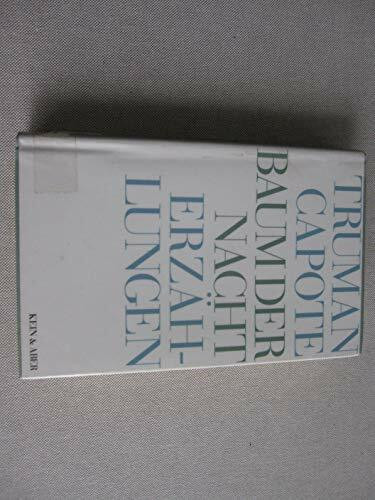 TRUMAN
CAPOTE
BAUM DER
NACHT
ERZÄH-
LUNGEN
KEIN & ABER